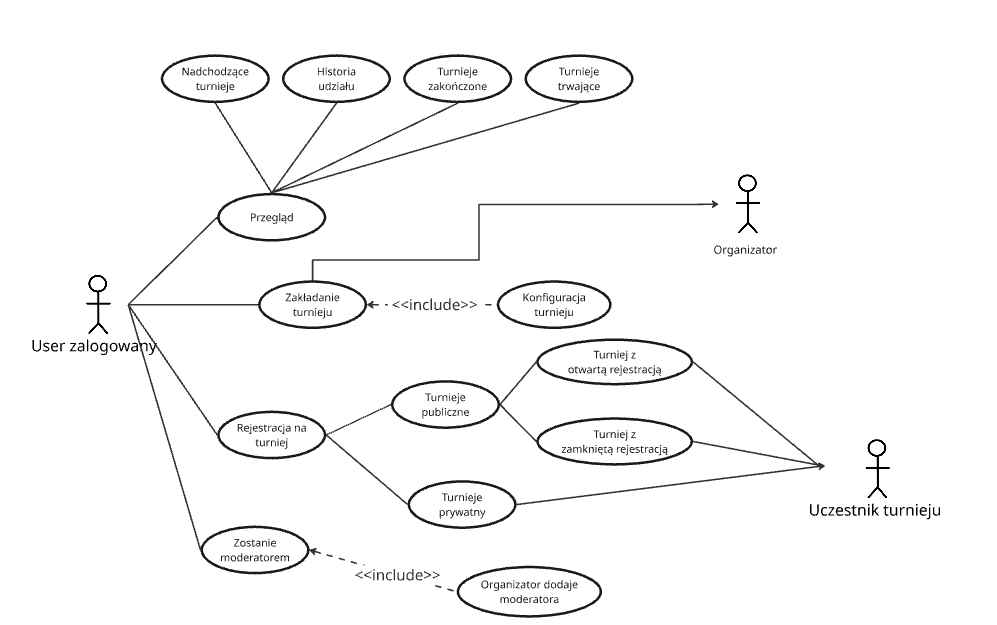 Nadchodzące
turnieje
Historia
udziału
Turnieje
zakończone
Turnieje
trwające
Przegląd
Organizator
Zakładanie
turnieju
<<include>>
Konfiguracja
turnieju
User zalogowany
Turniej z
otwartą rejestracją
Turnieje
publiczne
Rejestracja na
turniej
Turniej z
zamkniętą rejestracją
Turnieje
prywatny
Uczestnik turnieju
Zostanie
moderatorem
<<include>>
Organizator dodaje
moderatora